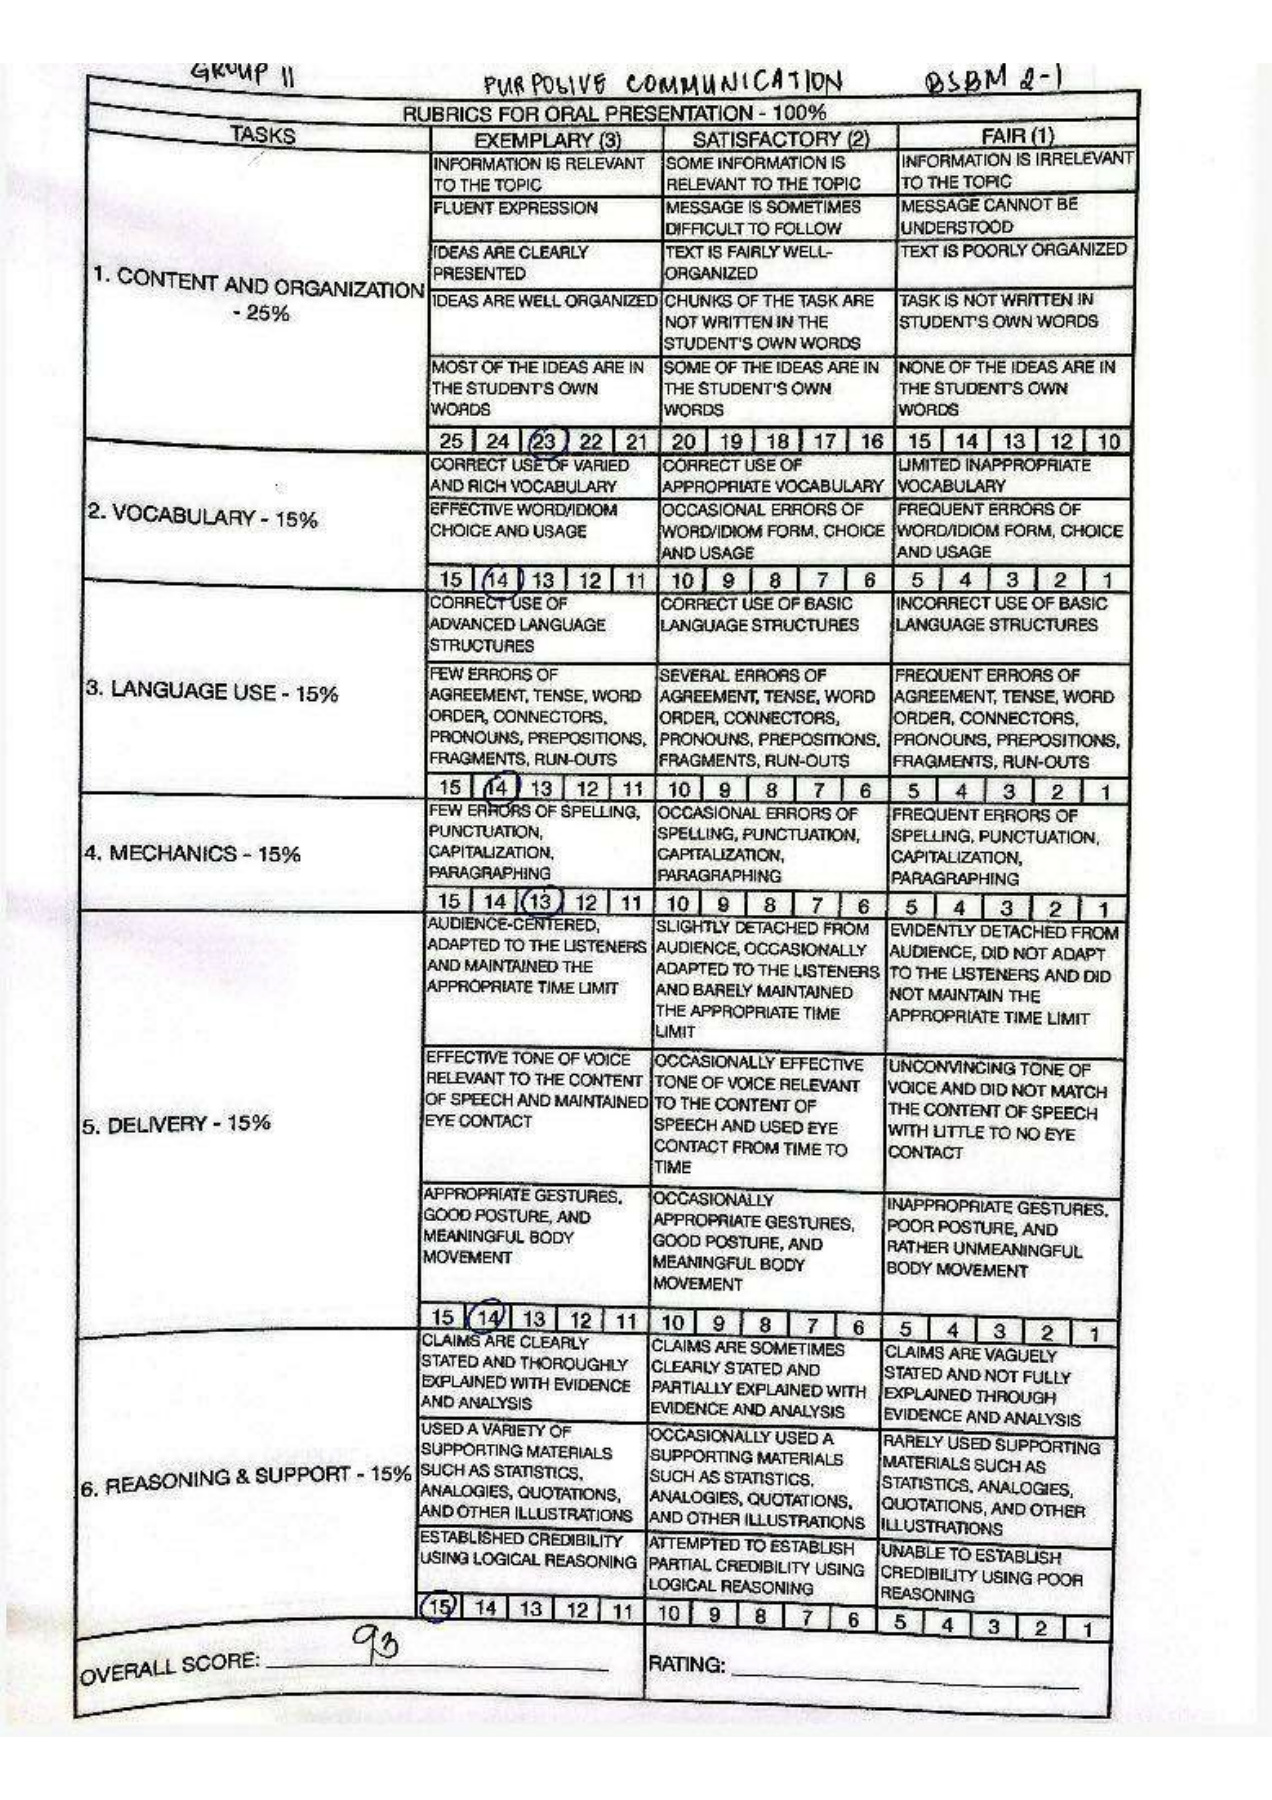 GROUP 11 PURPOLIVE COMMUNICATION BSBM 2-1
RUBRICS FOR ORAL PRESENTATION - 100%
TASKS EXEMPLARY (3) SATISFACTORY (2) FAIR (1)
1. CONTENT AND ORGANIZATION
- 25%
INFORMATION IS RELEVANT
TO THE TOPIC
SOME INFORMATION IS
RELEVANT TO THE TOPIC
INFORMATION IS IRRELEVANT
TO THE TOPIC
FLUENT EXPRESSION
MESSAGE IS SOMETIMES
DIFFICULT TO FOLLOW
MESSAGE CANNOT BE
UNDERSTOOD
IDEAS ARE CLEARLY
PRESENTED
TEXT IS FAIRLY WELL-
ORGANIZED
TEXT IS POORLY ORGANIZED
IDEAS ARE WELL ORGANIZED
CHUNKS OF THE TASK ARE
NOT WRITTEN IN THE
STUDENT'S OWN WORDS
TASK IS NOT WRITTEN IN
STUDENT'S OWN WORDS
MOST OF THE IDEAS ARE IN
THE STUDENT'S OWN
WORDS
SOME OF THE IDEAS ARE IN
THE STUDENT'S OWN
WORDS
NONE OF THE IDEAS ARE IN
THE STUDENT'S OWN
WORDS
25 24 23 22 21 20 19 18 17 16 15 14 13 12 10
2. VOCABULARY - 15%
CORRECT USE OF VARIED
AND RICH VOCABULARY
CORRECT USE OF
APPROPRIATE VOCABULARY
LIMITED INAPPROPRIATE
VOCABULARY
EFFECTIVE WORD/IDIOM
CHOICE AND USAGE
OCCASIONAL ERRORS OF
WORD/IDIOM FORM, CHOICE
AND USAGE
FREQUENT ERRORS OF
WORD/IDIOM FORM, CHOICE
AND USAGE
15 14 13 12 11 10 9 8 7 6 5 4 3 2 1
3. LANGUAGE USE - 15%
CORRECT USE OF
ADVANCED LANGUAGE
STRUCTURES
CORRECT USE OF BASIC
LANGUAGE STRUCTURES
INCORRECT USE OF BASIC
LANGUAGE STRUCTURES
FEW ERRORS OF
AGREEMENT, TENSE, WORD
ORDER, CONNECTORS,
PRONOUNS, PREPOSITIONS,
FRAGMENTS, RUN-OUTS
SEVERAL ERRORS OF
AGREEMENT, TENSE, WORD
ORDER, CONNECTORS,
PRONOUNS, PREPOSITIONS,
FRAGMENTS, RUN-OUTS
FREQUENT ERRORS OF
AGREEMENT, TENSE, WORD
ORDER, CONNECTORS,
PRONOUNS, PREPOSITIONS,
FRAGMENTS, RUN-OUTS
15 14 13 12 11 10 9 8 7 6 5 4 3 2 1
4. MECHANICS - 15%
FEW ERRORS OF SPELLING,
PUNCTUATION,
CAPITALIZATION,
PARAGRAPHING
OCCASIONAL ERRORS OF
SPELLING, PUNCTUATION,
CAPITALIZATION,
PARAGRAPHING
FREQUENT ERRORS OF
SPELLING, PUNCTUATION,
CAPITALIZATION,
PARAGRAPHING
15 14 13 12 11 10 9 8 7 6 5 4 3 2 1
5. DELIVERY - 15%
AUDIENCE-CENTERED,
ADAPTED TO THE LISTENERS
AND MAINTAINED THE
APPROPRIATE TIME LIMIT
SLIGHTLY DETACHED FROM
AUDIENCE, OCCASIONALLY
ADAPTED TO THE LISTENERS
AND BARELY MAINTAINED
THE APPROPRIATE TIME
LIMIT
EVIDENTLY DETACHED FROM
AUDIENCE, DID NOT ADAPT
TO THE LISTENERS AND DID
NOT MAINTAIN THE
APPROPRIATE TIME LIMIT
EFFECTIVE TONE OF VOICE
RELEVANT TO THE CONTENT
OF SPEECH AND MAINTAINED
EYE CONTACT
OCCASIONALLY EFFECTIVE
TONE OF VOICE RELEVANT
TO THE CONTENT OF
SPEECH AND USED EYE
CONTACT FROM TIME TO
TIME
UNCONVINCING TONE OF
VOICE AND DID NOT MATCH
THE CONTENT OF SPEECH
WITH LITTLE TO NO EYE
CONTACT
APPROPRIATE GESTURES,
GOOD POSTURE, AND
MEANINGFUL BODY
MOVEMENT
OCCASIONALLY
APPROPRIATE GESTURES,
GOOD POSTURE, AND
MEANINGFUL BODY
MOVEMENT
INAPPROPRIATE GESTURES,
POOR POSTURE, AND
RATHER UNMEANINGFUL
BODY MOVEMENT
15 14 13 12 11 10 9 8 7 6 5 4 3 2 1
6. REASONING & SUPPORT - 15%
CLAIMS ARE CLEARLY
STATED AND THOROUGHLY
EXPLAINED WITH EVIDENCE
AND ANALYSIS
CLAIMS ARE SOMETIMES
CLEARLY STATED AND
PARTIALLY EXPLAINED WITH
EVIDENCE AND ANALYSIS
CLAIMS ARE VAGUELY
STATED AND NOT FULLY
EXPLAINED THROUGH
EVIDENCE AND ANALYSIS
USED A VARIETY OF
SUPPORTING MATERIALS
SUCH AS STATISTICS,
ANALOGIES, QUOTATIONS,
AND OTHER ILLUSTRATIONS
OCCASIONALLY USED A
SUPPORTING MATERIALS
SUCH AS STATISTICS,
ANALOGIES, QUOTATIONS,
AND OTHER ILLUSTRATIONS
RARELY USED SUPPORTING
MATERIALS SUCH AS
STATISTICS, ANALOGIES,
QUOTATIONS, AND OTHER
ILLUSTRATIONS
ESTABLISHED CREDIBILITY
USING LOGICAL REASONING
ATTEMPTED TO ESTABLISH
PARTIAL CREDIBILITY USING
LOGICAL REASONING
UNABLE TO ESTABLISH
CREDIBILITY USING POOR
REASONING
15 14 13 12 11 10 9 8 7 6 5 4 3 2 1
OVERALL SCORE: 93 RATING: